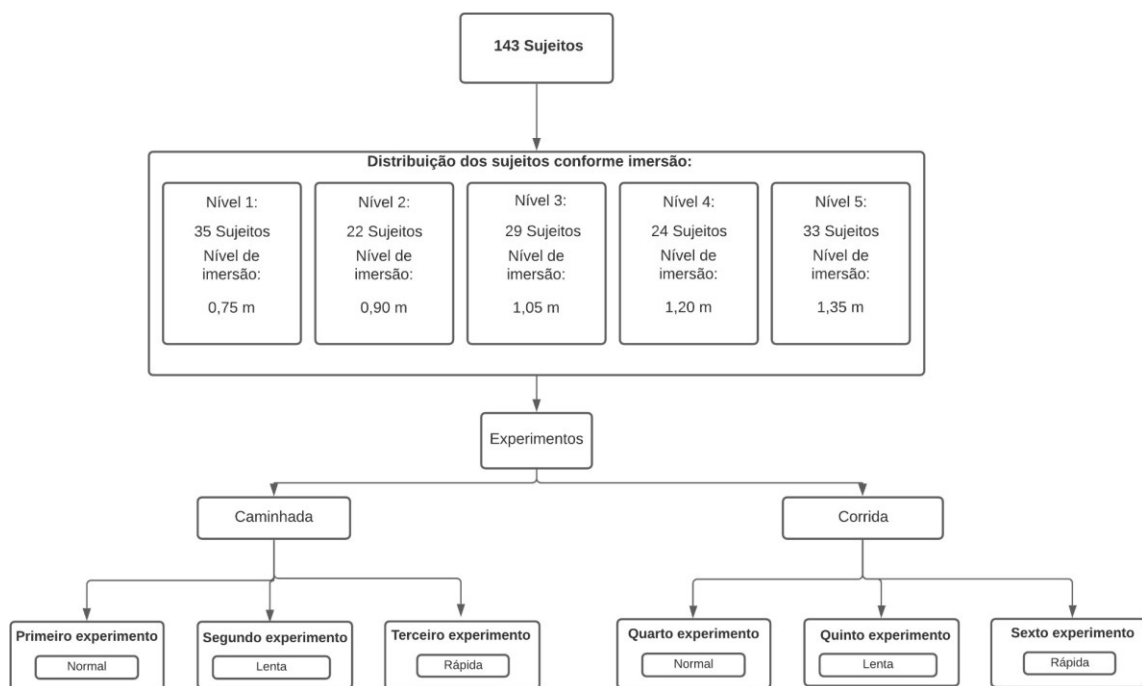 143 Sujeitos
Distribuição dos sujeitos conforme imersão:
Nível 1:
35 Sujeitos
Nível de
imersão:
0,75 m
Nível 2:
22 Sujeitos
Nível de
imersão:
0,90 m
Nível 3:
29 Sujeitos
Nível de
imersão:
1,05 m
Nível 4:
24 Sujeitos
Nível de
imersão:
1,20 m
Nível 5:
33 Sujeitos
Nível de
imersão:
1,35 m
Experimentos
Caminhada
Corrida
Primeiro experimento
Normal
Segundo experimento
Lenta
Terceiro experimento
Rápida
Quarto experimento
Normal
Quinto experimento
Lenta
Sexto experimento
Rápida